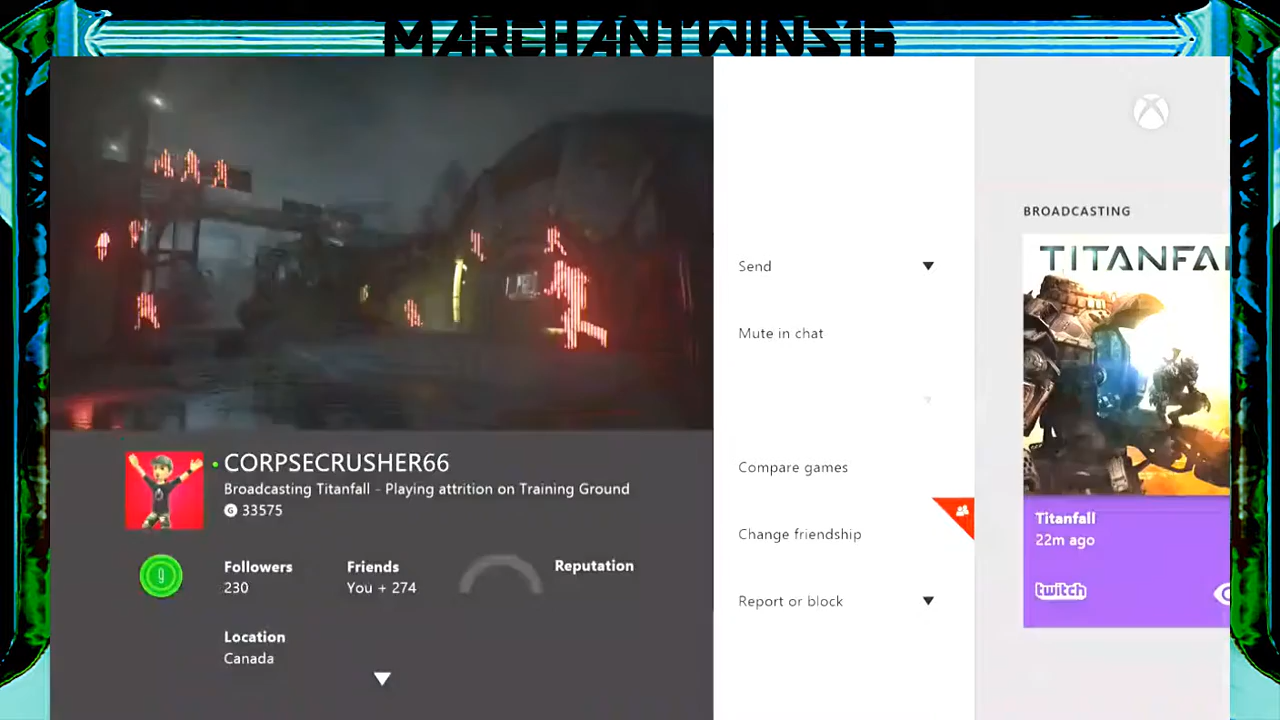 MARCHANTWINS16
CORPSECRUSHER66
Broadcasting Titanfall - Playing attrition on Training Ground
G 33575
9
Followers
230
Friends
You + 274
Reputation
Location
Canada
Send
Mute in chat
Compare games
Change friendship
Report or block
BROADCASTING
TITANFA
Titanfall
22m ago
twitch